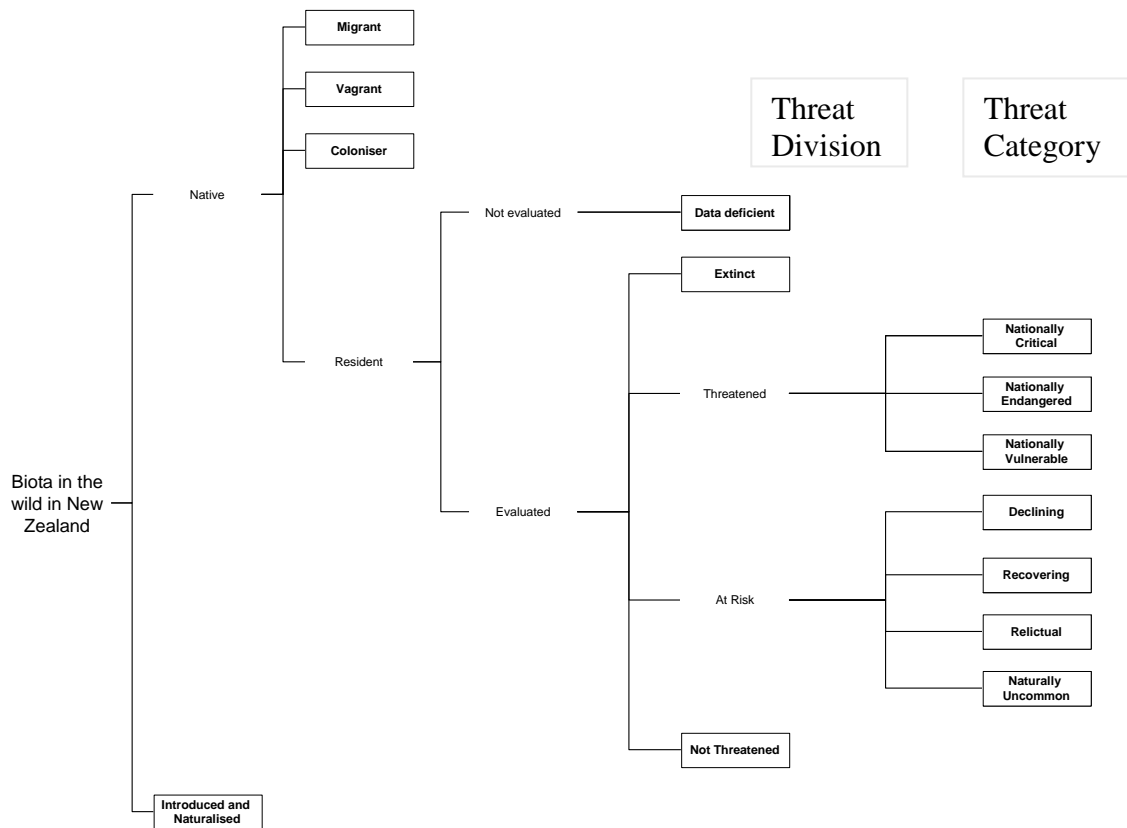 Migrant
Vagrant
Coloniser
Threat
Division
Threat
Category
Native
Not evaluated
Data deficient
Extinct
Nationally
Critical
Resident
Threatened
Nationally
Endangered
Nationally
Vulnerable
Biota in the
wild in New
Zealand
Evaluated
Declining
Recovering
At Risk
Relictual
Naturally
Uncommon
Not Threatened
Introduced and
Naturalised